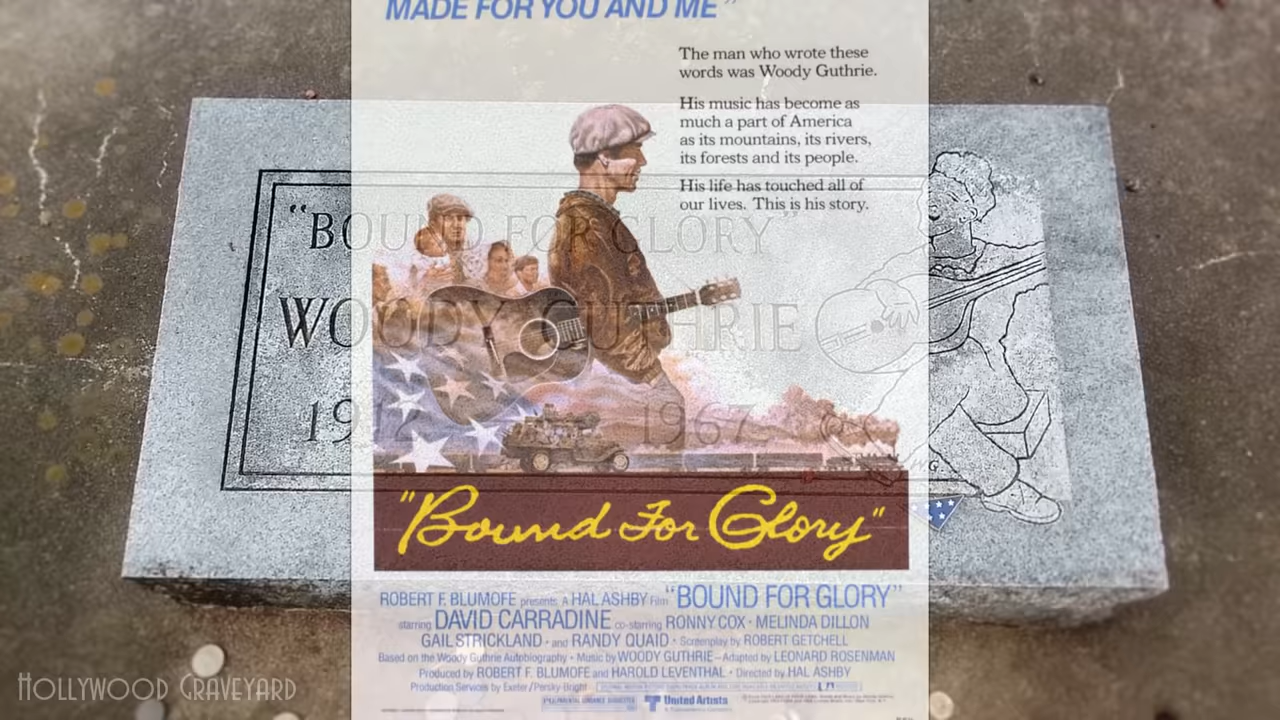 MADE FOR YOU AND ME"
The man who wrote these
words was Woody Guthrie.
His music has become as
much a part of America
as its mountains, its rivers,
its forests and its people.
His life has touched all of
our lives. This is his story.
"BOUND FOR GLORY"
WOODY GUTHRIE
1912 1967
"Bound For Glory"
ROBERT F. BLUMOFE presents A HAL ASHBY Film "BOUND FOR GLORY"
starring DAVID CARRADINE co-starring RONNY COX • MELINDA DILLON
GAIL STRICKLAND • and RANDY QUAID • Screenplay by ROBERT GETCHELL
Based on the Woody Guthrie Autobiography • Music by WOODY GUTHRIE – Adapted by LEONARD ROSENMAN
Produced by ROBERT F. BLUMOFE and HAROLD LEVENTHAL • Directed by HAL ASHBY
Production Services by Exeter/Persky-Bright
United Artists
HOLLYWOOD GRAVEYARD